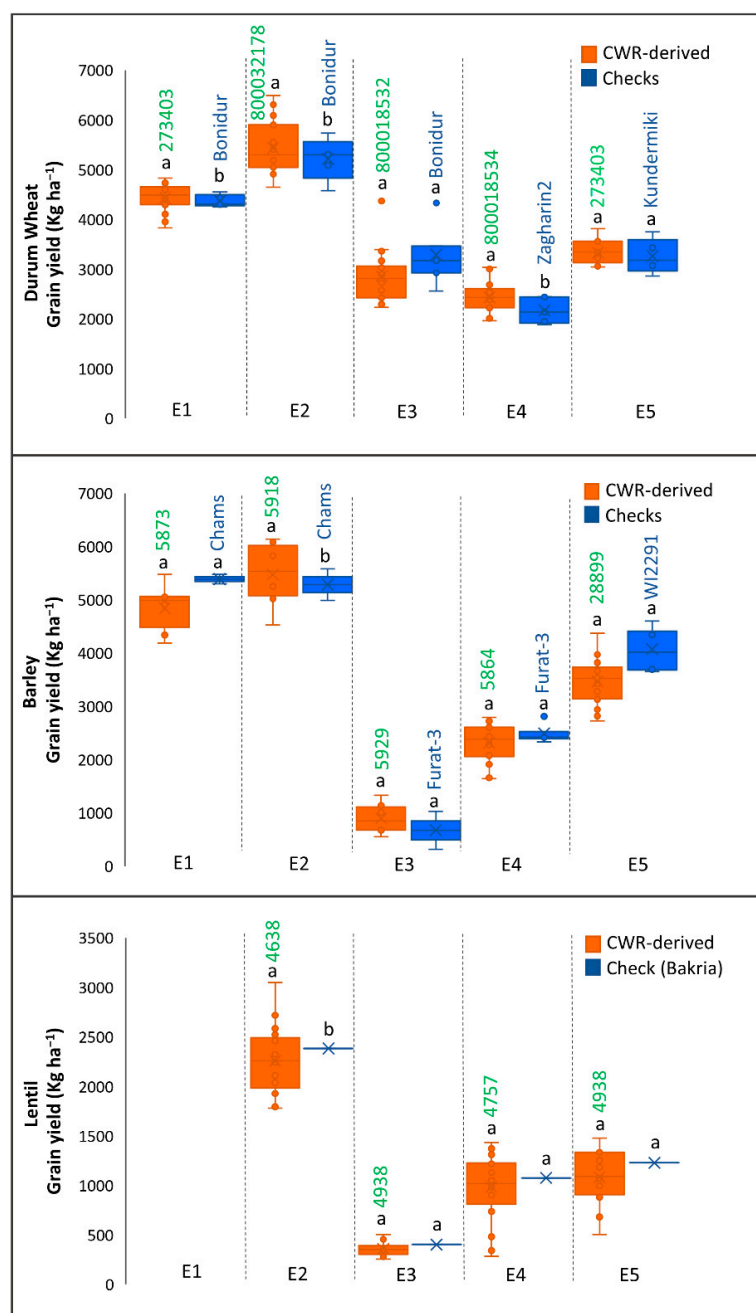 Durum Wheat
Grain yield (Kg ha⁻¹)
7000
6000
5000
4000
3000
2000
1000
0
CWR-derived
Checks
273403
a
Bonidur
b
800032178
a
Bonidur
b
800018532
a
Bonidur
a
800018534
a
Zagharin2
b
273403
a
Kundermiki
a
E1
E2
E3
E4
E5
Barley
Grain yield (Kg ha⁻¹)
7000
6000
5000
4000
3000
2000
1000
0
CWR-derived
Checks
5873
a
Chams
a
5918
a
Chams
b
5929
a
Furat-3
a
5864
a
Furat-3
a
28899
a
WI2291
a
E1
E2
E3
E4
E5
Lentil
Grain yield (Kg ha⁻¹)
3500
3000
2500
2000
1500
1000
500
0
CWR-derived
Check (Bakria)
4638
a
b
4938
a
a
4757
a
a
4938
a
a
E1
E2
E3
E4
E5